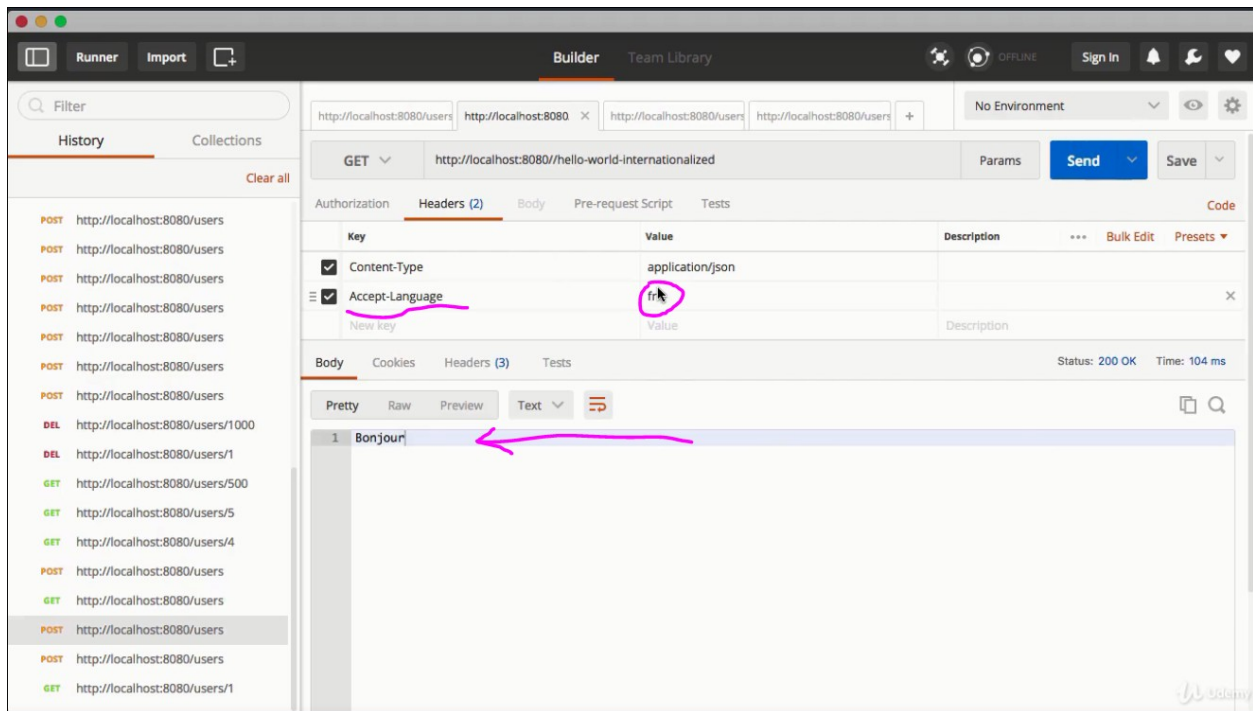 Runner Import Builder Team Library OFFLINE Sign In
Filter
History Collections
Clear all
POST http://localhost:8080/users
POST http://localhost:8080/users
POST http://localhost:8080/users
POST http://localhost:8080/users
POST http://localhost:8080/users
POST http://localhost:8080/users
POST http://localhost:8080/users
DEL http://localhost:8080/users/1000
DEL http://localhost:8080/users/1
GET http://localhost:8080/users/500
GET http://localhost:8080/users/5
GET http://localhost:8080/users/4
POST http://localhost:8080/users
GET http://localhost:8080/users
POST http://localhost:8080/users
POST http://localhost:8080/users
GET http://localhost:8080/users/1
http://localhost:8080/users http://localhost:8080 http://localhost:8080/users http://localhost:8080/users + No Environment
GET http://localhost:8080//hello-world-internationalized Params Send Save
Authorization Headers (2) Body Pre-request Script Tests Code
Key Value Description Bulk Edit Presets
Content-Type application/json
Accept-Language fr
New key Value Description
Body Cookies Headers (3) Tests Status: 200 OK Time: 104 ms
Pretty Raw Preview Text
1 Bonjour
Udemy